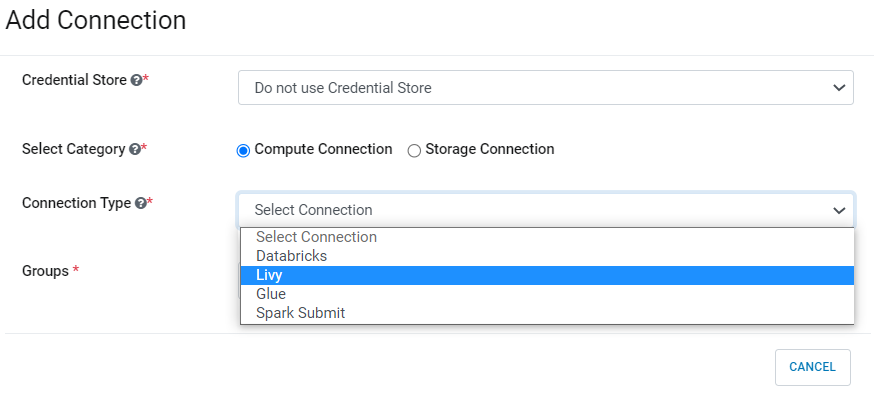 Add Connection
Credential Store ?*
Do not use Credential Store
Select Category ?*
Compute Connection Storage Connection
Connection Type ?*
Select Connection
Select Connection
Databricks
Livy
Glue
Spark Submit
Groups *
CANCEL